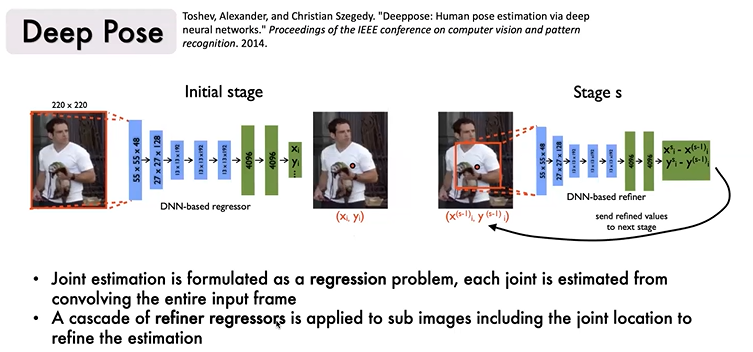 Deep Pose
Toshev, Alexander, and Christian Szegedy. "Deeppose: Human pose estimation via deep
neural networks." Proceedings of the IEEE conference on computer vision and pattern
recognition. 2014.
Initial stage
220 x 220
55 x 55 x 48
27 x 27 x 128
13 x 13 x 192
13 x 13 x 192
13 x 13 x 192
4096
4096
xi
yi
...
DNN-based regressor
(xi, yi)
Stage s
55 x 55 x 48
27 x 27 x 128
13 x 13 x 192
13 x 13 x 192
13 x 13 x 192
4096
4096
x^s_i - x^(s-1)_i
y^s_i - y^(s-1)_i
DNN-based refiner
(x^(s-1)_i, y^(s-1)_i)
send refined values
to next stage
• Joint estimation is formulated as a regression problem, each joint is estimated from
convolving the entire input frame
• A cascade of refiner regressors is applied to sub images including the joint location to
refine the estimation